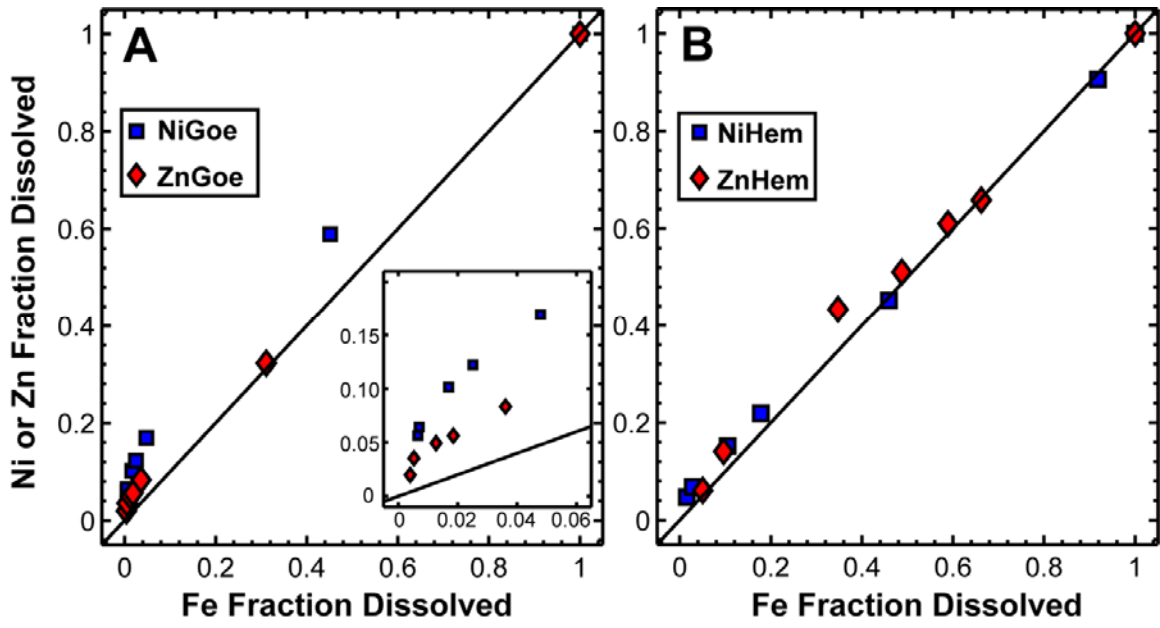 A
NiGoe
ZnGoe
Ni or Zn Fraction Dissolved
1
0.8
0.6
0.4
0.2
0
0 0.2 0.4 0.6 0.8 1
Fe Fraction Dissolved
0.15
0.10
0.05
0
0 0.02 0.04 0.06
B
NiHem
ZnHem
1
0.8
0.6
0.4
0.2
0
0 0.2 0.4 0.6 0.8 1
Fe Fraction Dissolved